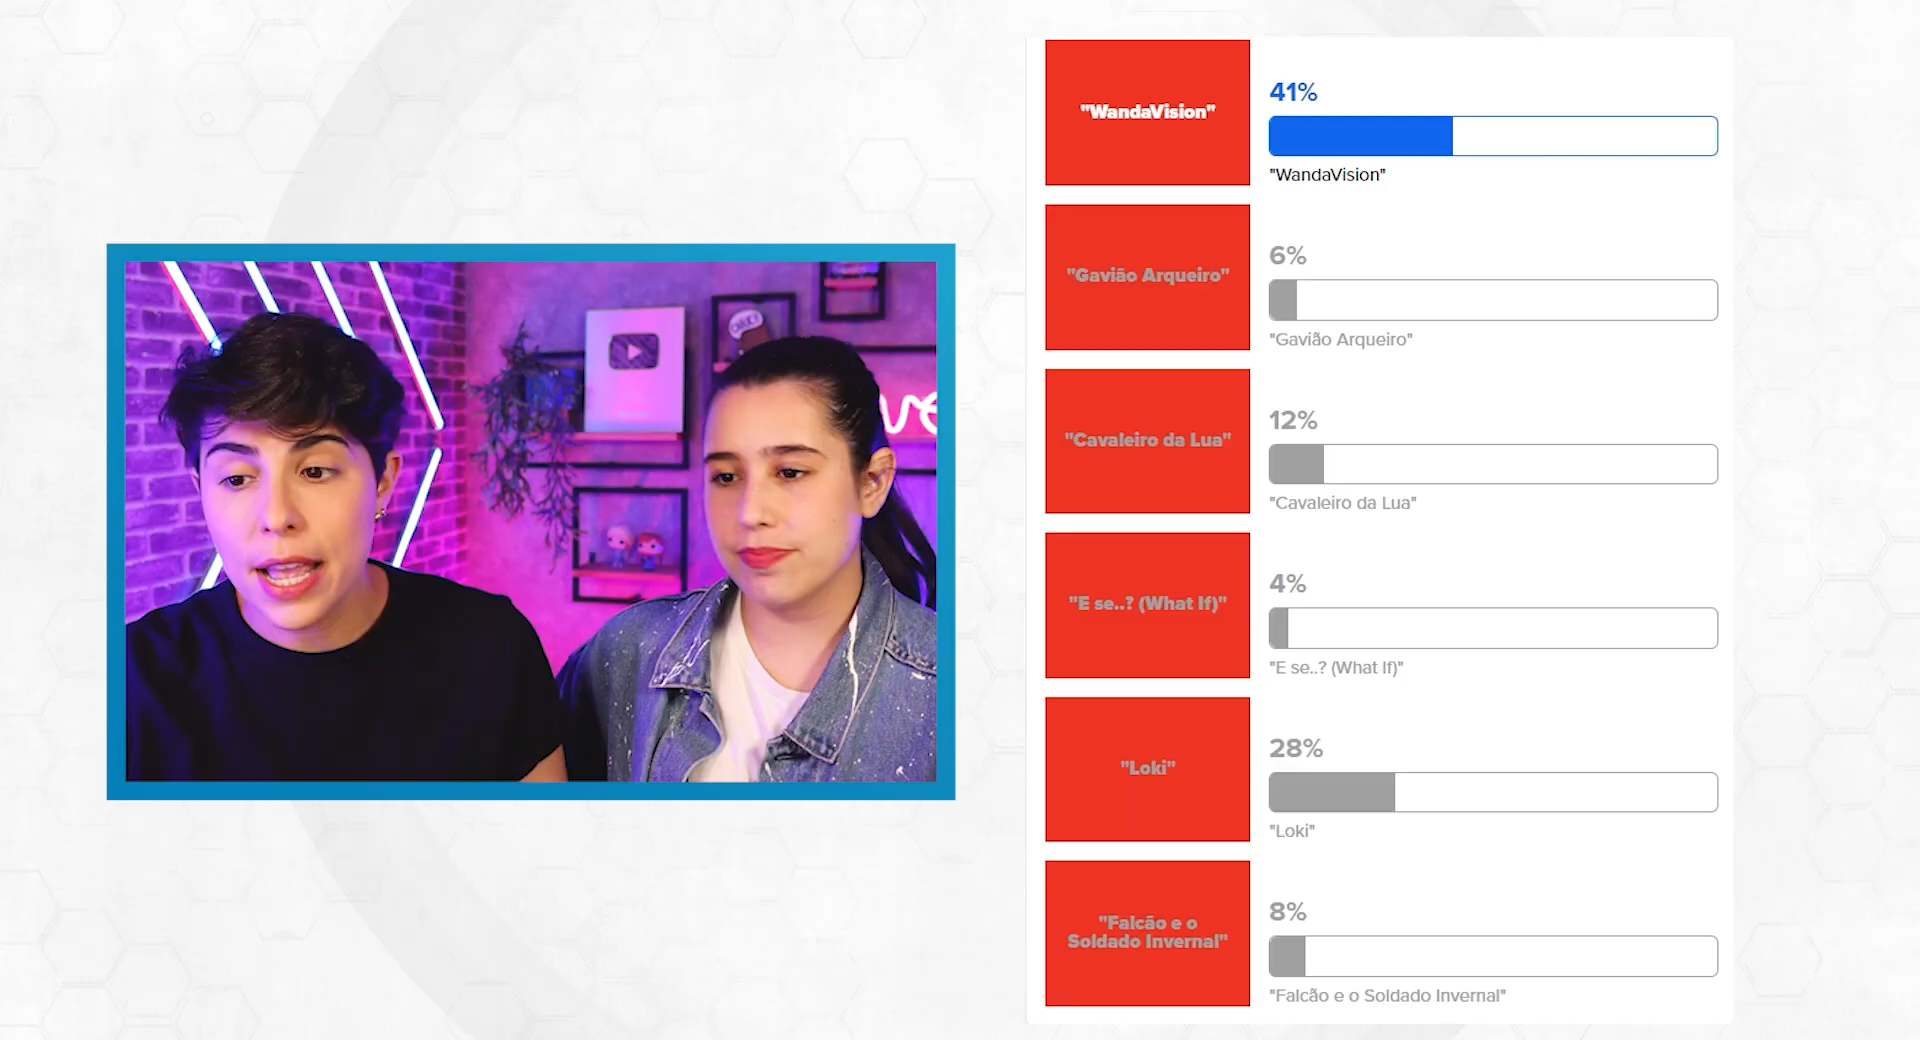 "WandaVision"
41%
"WandaVision"
"Gavião Arqueiro"
6%
"Gavião Arqueiro"
"Cavaleiro da Lua"
12%
"Cavaleiro da Lua"
"E se..? (What If)"
4%
"E se..? (What If)"
"Loki"
28%
"Loki"
"Falcão e o
Soldado Invernal"
8%
"Falcão e o Soldado Invernal"